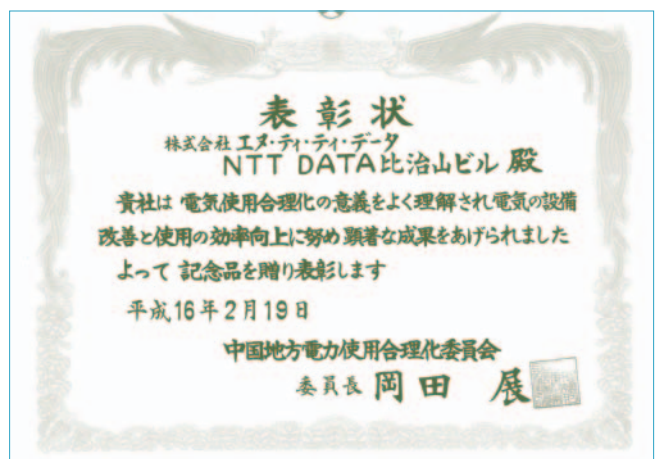 表彰状
株式会社エヌ・ティ・ティ・データ
NTT DATA比治山ビル 殿
貴社は 電気使用合理化の意義をよく理解され電気の設備
改善と使用の効率向上に努め 顕著な成果をあげられました
よって 記念品を贈り表彰します
平成16年2月19日
中国地方電力使用合理化委員会
委員長 岡田 展